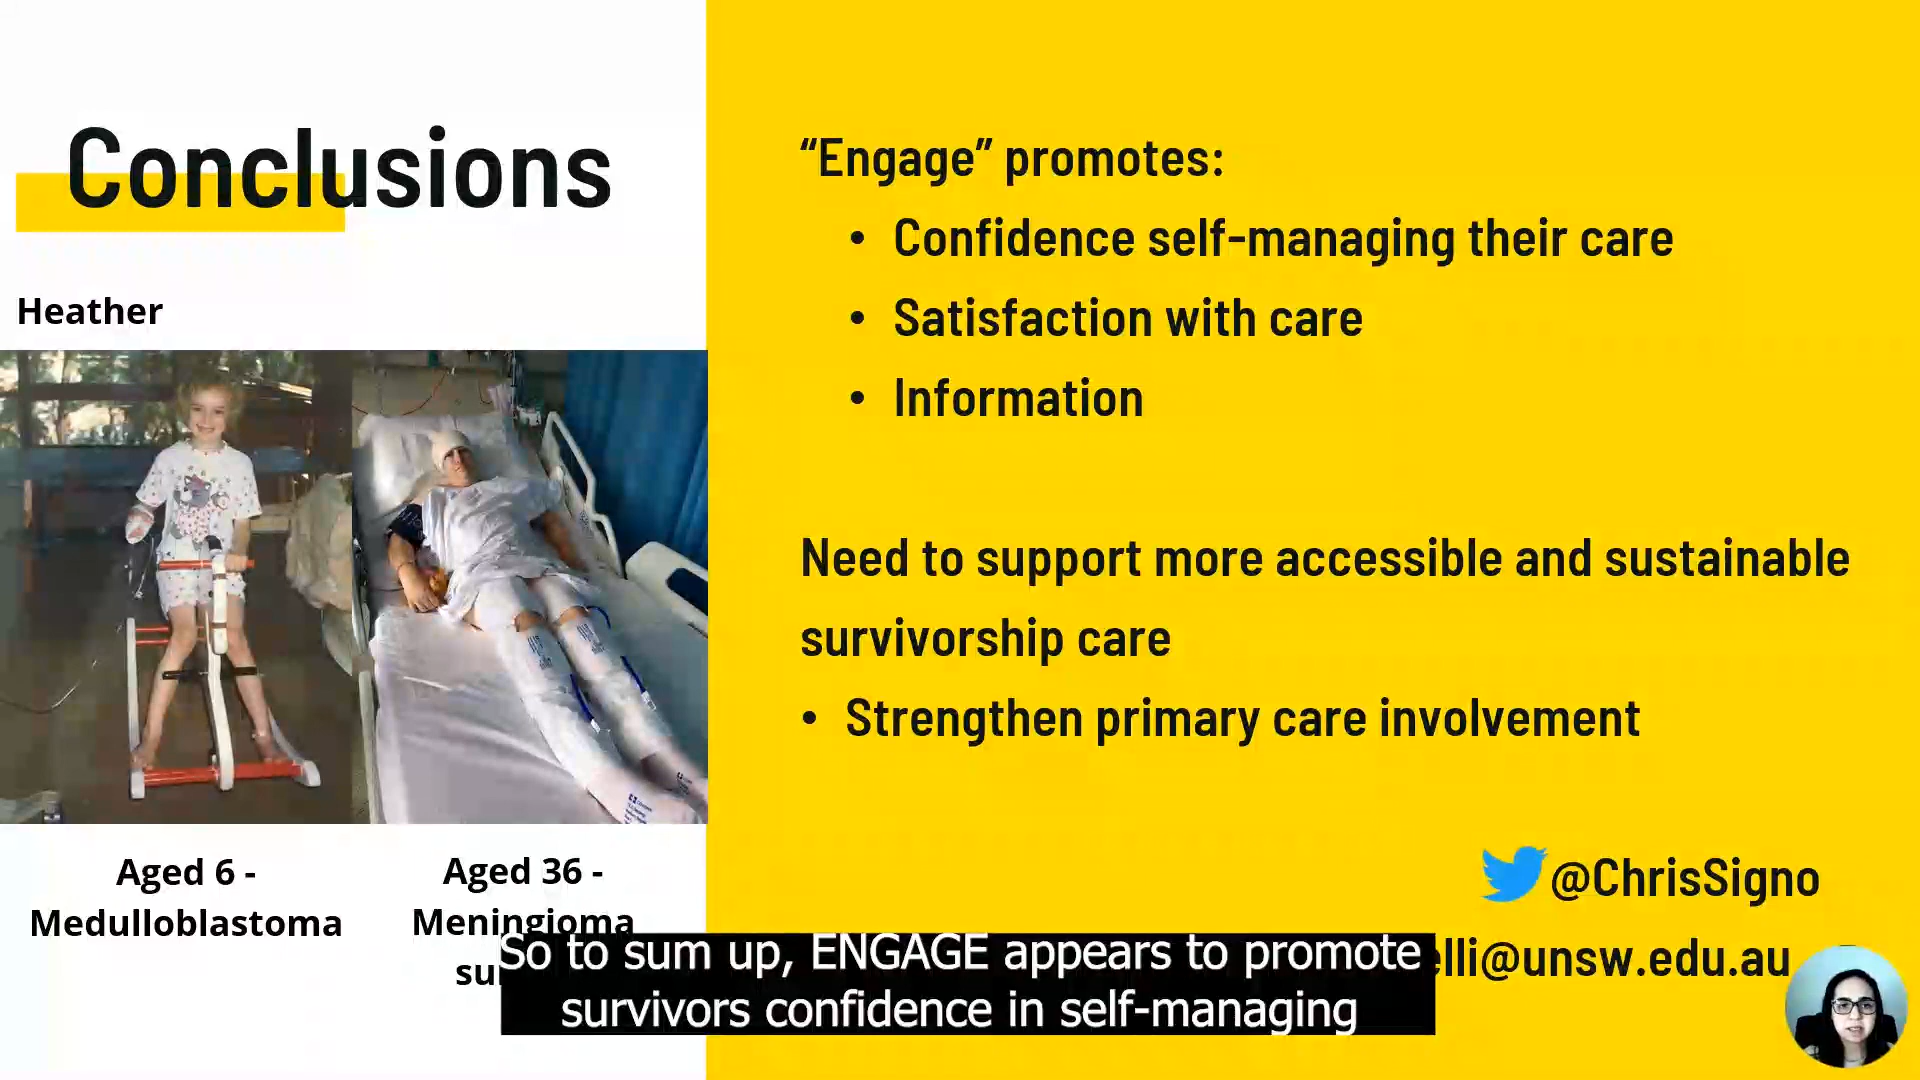 Conclusions
Heather
Aged 6 -
Medulloblastoma
Aged 36 -
Meningioma
“Engage” promotes:
• Confidence self-managing their care
• Satisfaction with care
• Information
Need to support more accessible and sustainable
survivorship care
• Strengthen primary care involvement
@ChrisSigno
elli@unsw.edu.au
So to sum up, ENGAGE appears to promote
survivors confidence in self-managing